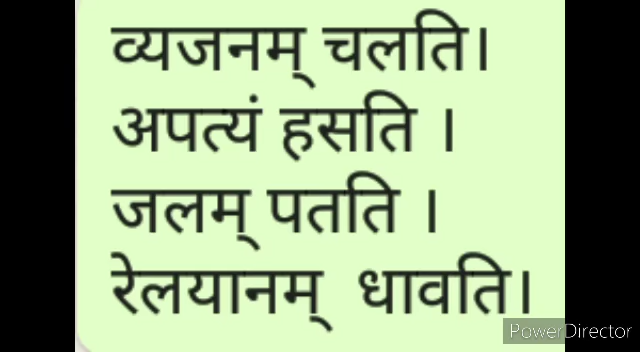 व्यजनम् चलति।
अपत्यं हसति ।
जलम् पतति ।
रेलयानम् धावति।
PowerDirector